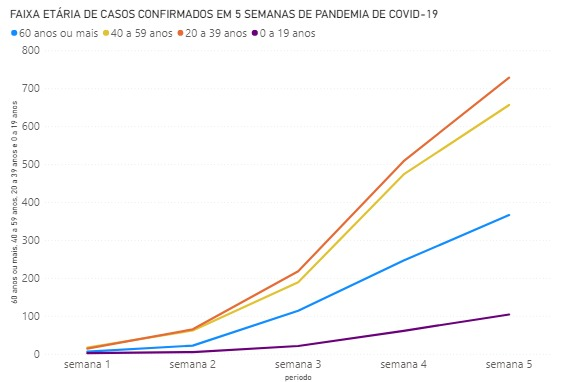 FAIXA ETÁRIA DE CASOS CONFIRMADOS EM 5 SEMANAS DE PANDEMIA DE COVID-19
60 anos ou mais 40 a 59 anos 20 a 39 anos 0 a 19 anos
60 anos ou mais, 40 a 59 anos, 20 a 39 anos e 0 a 19 anos
800
700
600
500
400
300
200
100
0
semana 1 semana 2 semana 3 semana 4 semana 5
período